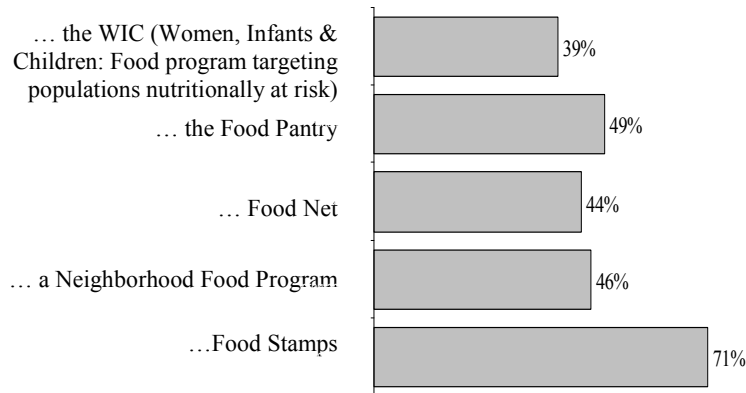 … the WIC (Women, Infants &
Children: Food program targeting
populations nutritionally at risk)
39%
… the Food Pantry
49%
… Food Net
44%
… a Neighborhood Food Program
46%
…Food Stamps
71%